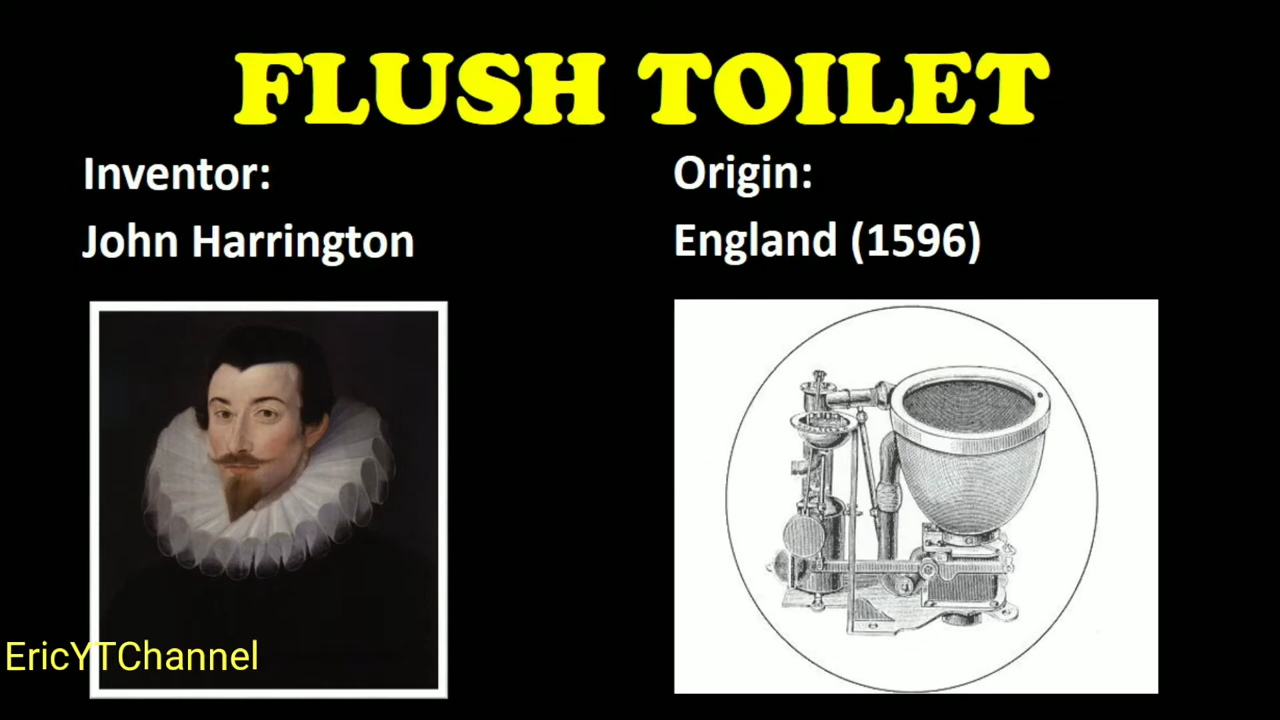 FLUSH TOILET
Inventor:
John Harrington
Origin:
England (1596)
EricYTChannel